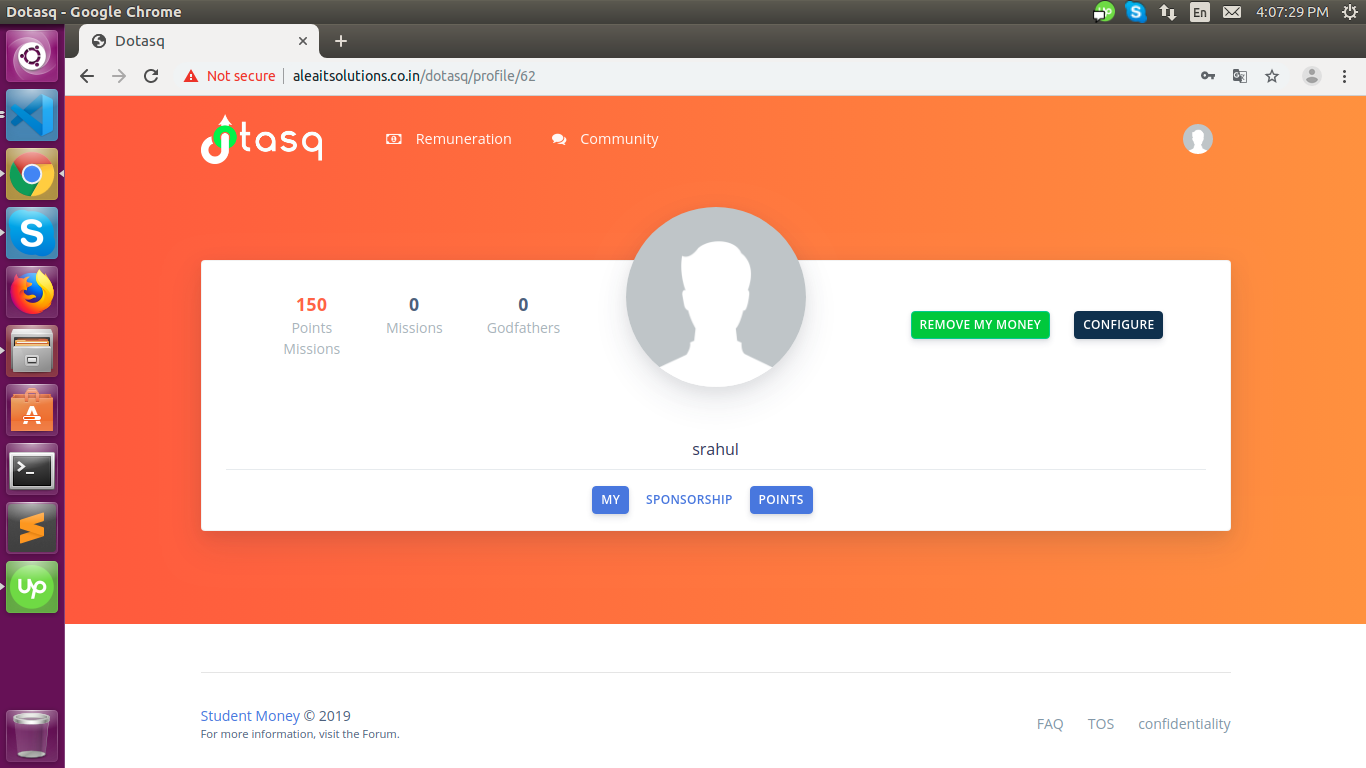 Dotasq - Google Chrome
En
4:07:29 PM
Dotasq
Not secure
aleaitsolutions.co.in/dotasq/profile/62
tasq
Remuneration
Community
150
0
0
Points
Missions
Missions
Godfathers
REMOVE MY MONEY
CONFIGURE
srahul
MY
SPONSORSHIP
POINTS
Student Money © 2019
For more information, visit the Forum.
FAQ
TOS
confidentiality
Up